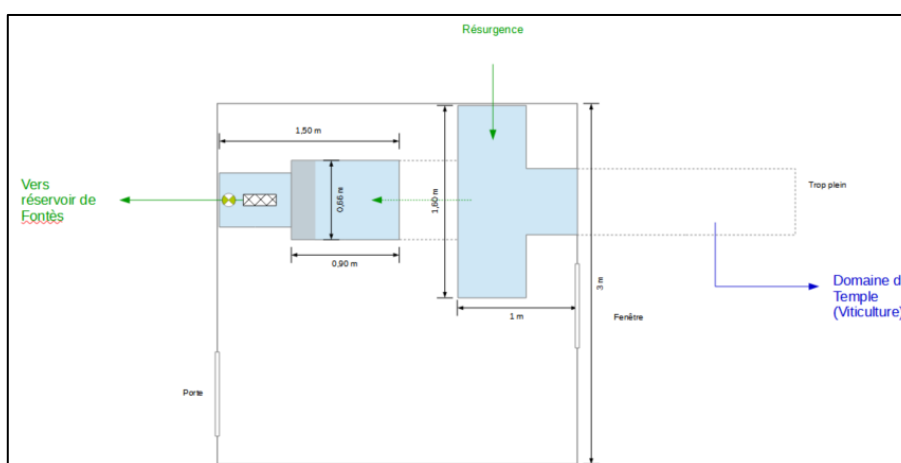 Résurgence
1,50 m
Vers
réservoir de
Fontès
0,66 m
1,60 m
0,90 m
1 m
3 m
Trop plein
Fenêtre
Domaine d
Temple
(Viticulture)
Porte